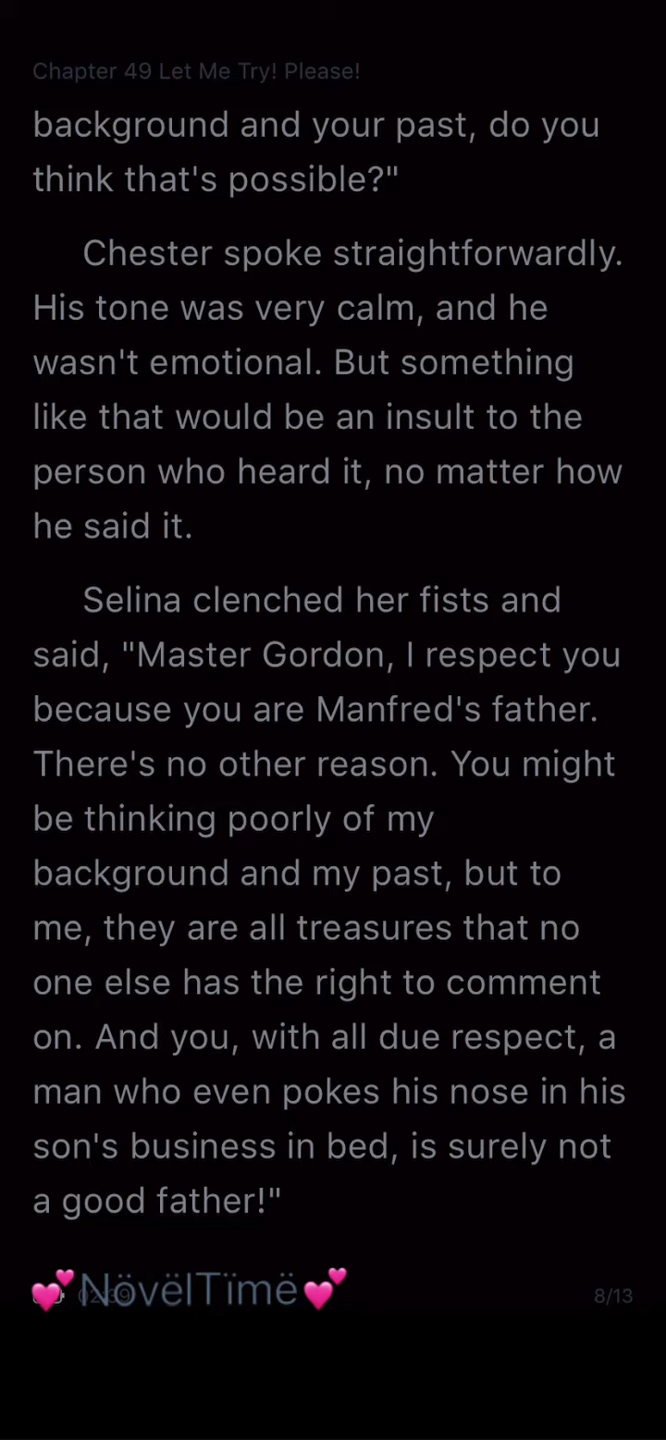 Chapter 49 Let Me Try! Please!
background and your past, do you
think that's possible?"
Chester spoke straightforwardly.
His tone was very calm, and he
wasn't emotional. But something
like that would be an insult to the
person who heard it, no matter how
he said it.
Selina clenched her fists and
said, "Master Gordon, I respect you
because you are Manfred's father.
There's no other reason. You might
be thinking poorly of my
background and my past, but to
me, they are all treasures that no
one else has the right to comment
on. And you, with all due respect, a
man who even pokes his nose in his
son's business in bed, is surely not
a good father!"
💕NövëlTïmë💕
8/13